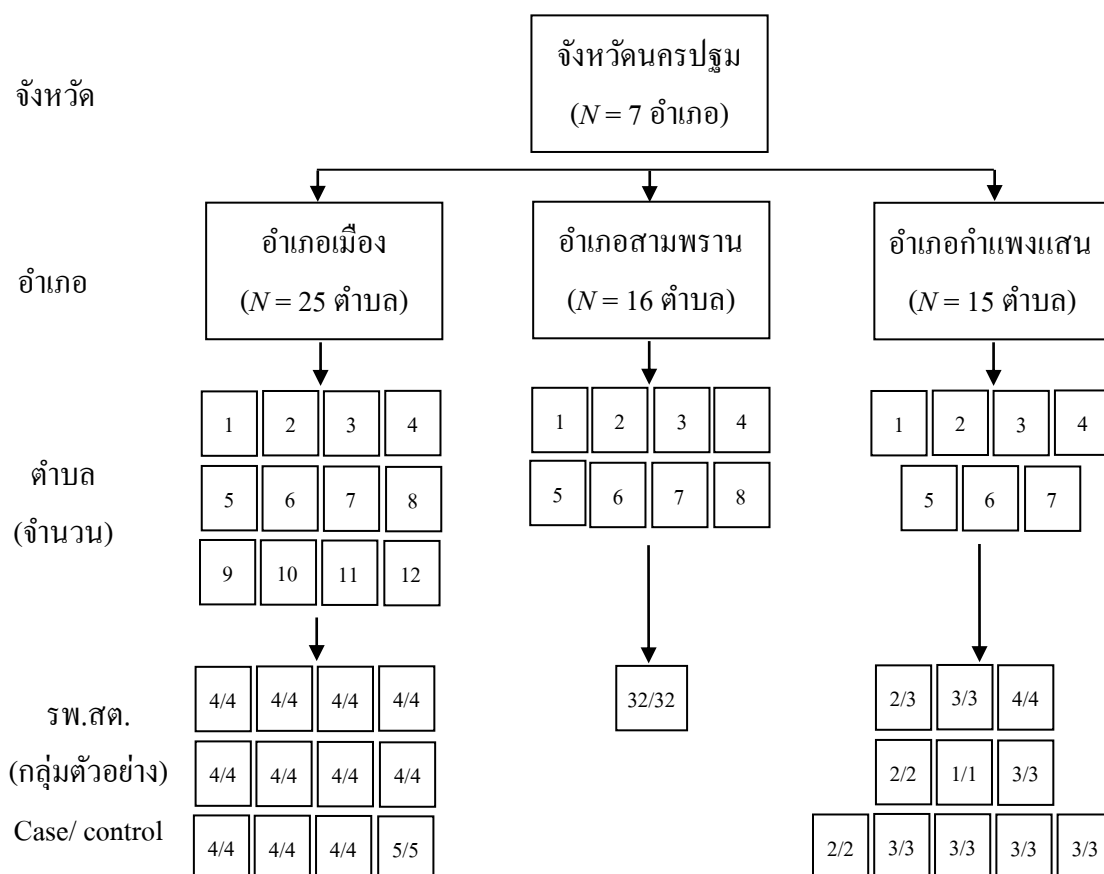 จังหวัด
จังหวัดนครปฐม
(N = 7 อำเภอ)
อำเภอ
อำเภอเมือง
(N = 25 ตำบล)
อำเภอสามพราน
(N = 16 ตำบล)
อำเภอกำแพงแสน
(N = 15 ตำบล)
ตำบล
(จำนวน)
1 2 3 4
5 6 7 8
9 10 11 12
1 2 3 4
5 6 7 8
1 2 3 4
5 6 7
รพ.สต.
(กลุ่มตัวอย่าง)
Case/ control
4/4 4/4 4/4 4/4
4/4 4/4 4/4 4/4
4/4 4/4 4/4 5/5
32/32
2/3 3/3 4/4
2/2 1/1 3/3
2/2 3/3 3/3 3/3 3/3